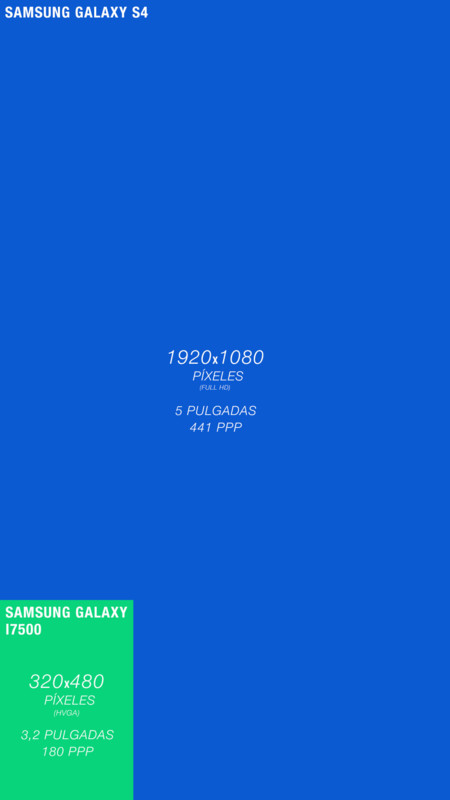 SAMSUNG GALAXY S4
1920x1080
PÍXELES
(FULL HD)
5 PULGADAS
441 PPP
SAMSUNG GALAXY
I7500
320x480
PÍXELES
(HVGA)
3,2 PULGADAS
180 PPP